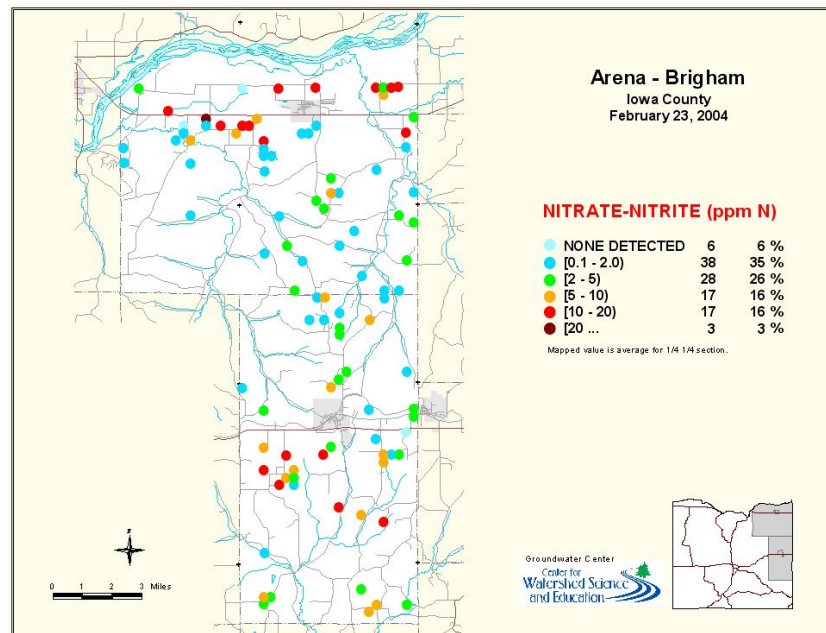 Arena - Brigham
Iowa County
February 23, 2004
NITRATE-NITRITE (ppm N)
NONE DETECTED 6 6 %
[0.1 - 2.0) 38 35 %
[2 - 5) 28 26 %
[5 - 10) 17 16 %
[10 - 20) 17 16 %
[20 ... 3 3 %
Mapped value is average for 1/4 1/4 section.
0 1 2 3 Miles
Groundwater Center
Center for
Watershed Science
and Education